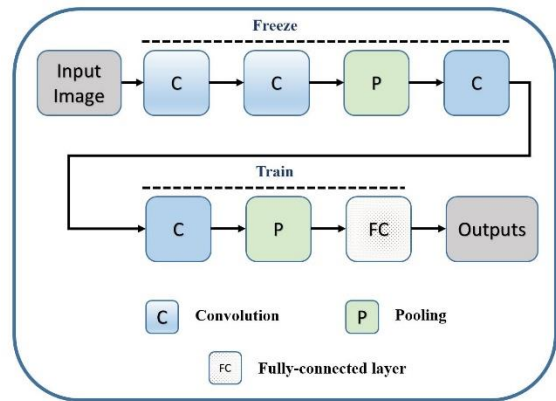 Freeze
Input
Image
C
C
P
C
Train
C
P
FC
Outputs
C Convolution
P Pooling
FC Fully-connected layer